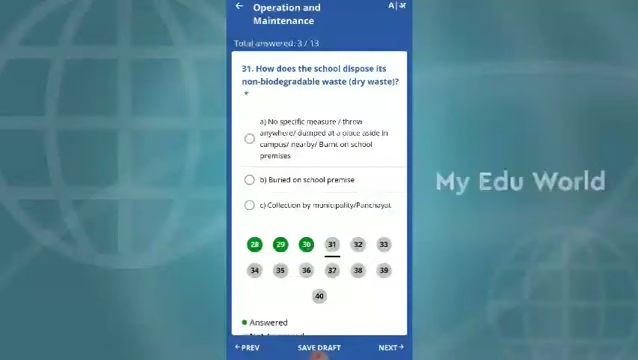 ← Operation and A|अ
Maintenance
Total answered: 3 / 13
31. How does the school dispose its
non-biodegradable waste (dry waste)?
*
a) No specific measure / throw
anywhere/ dumped at a place aside in
campus/ nearby/ Burnt on school
premises
b) Buried on school premise
c) Collection by municipality/Panchayat
My Edu World
28 29 30 31 32 33
34 35 36 37 38 39
40
Answered
PREV SAVE DRAFT NEXT